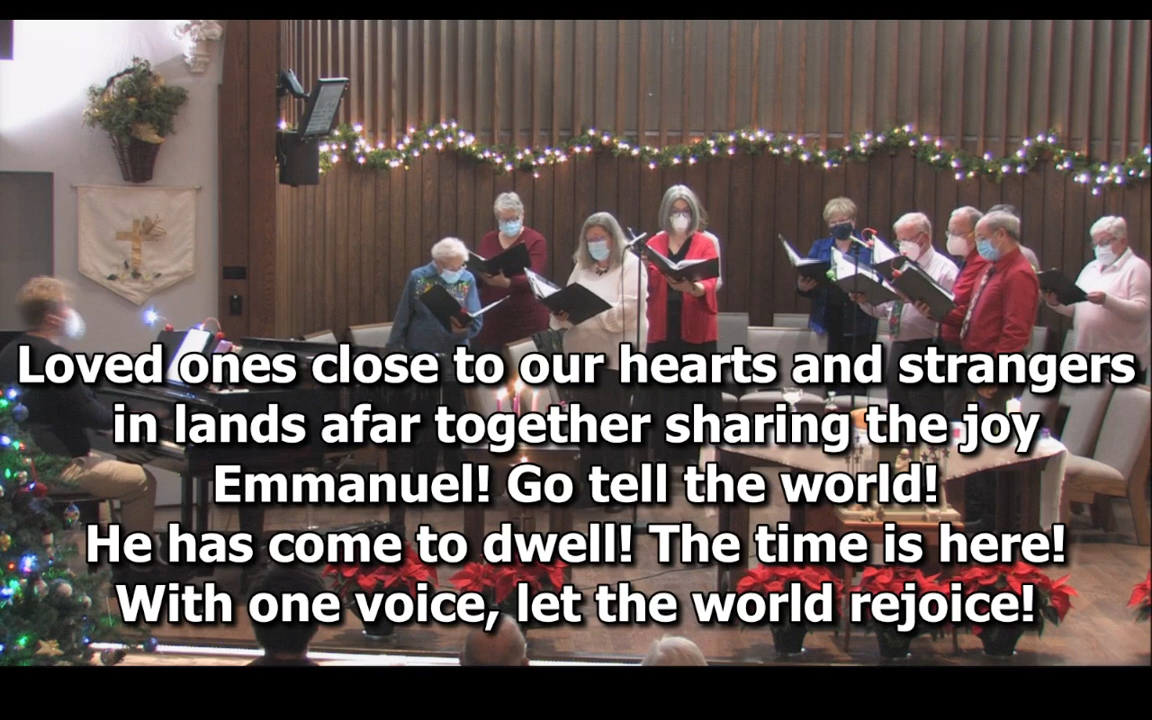 Loved ones close to our hearts and strangers
in lands afar together sharing the joy
Emmanuel! Go tell the world!
He has come to dwell! The time is here!
With one voice, let the world rejoice!